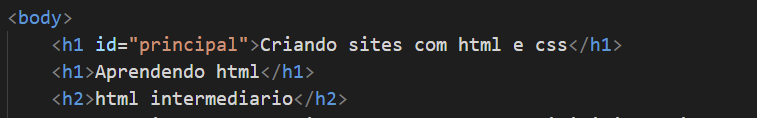 <body>
<h1 id="principal">Criando sites com html e css</h1>
<h1>Aprendendo html</h1>
<h2>html intermediario</h2>